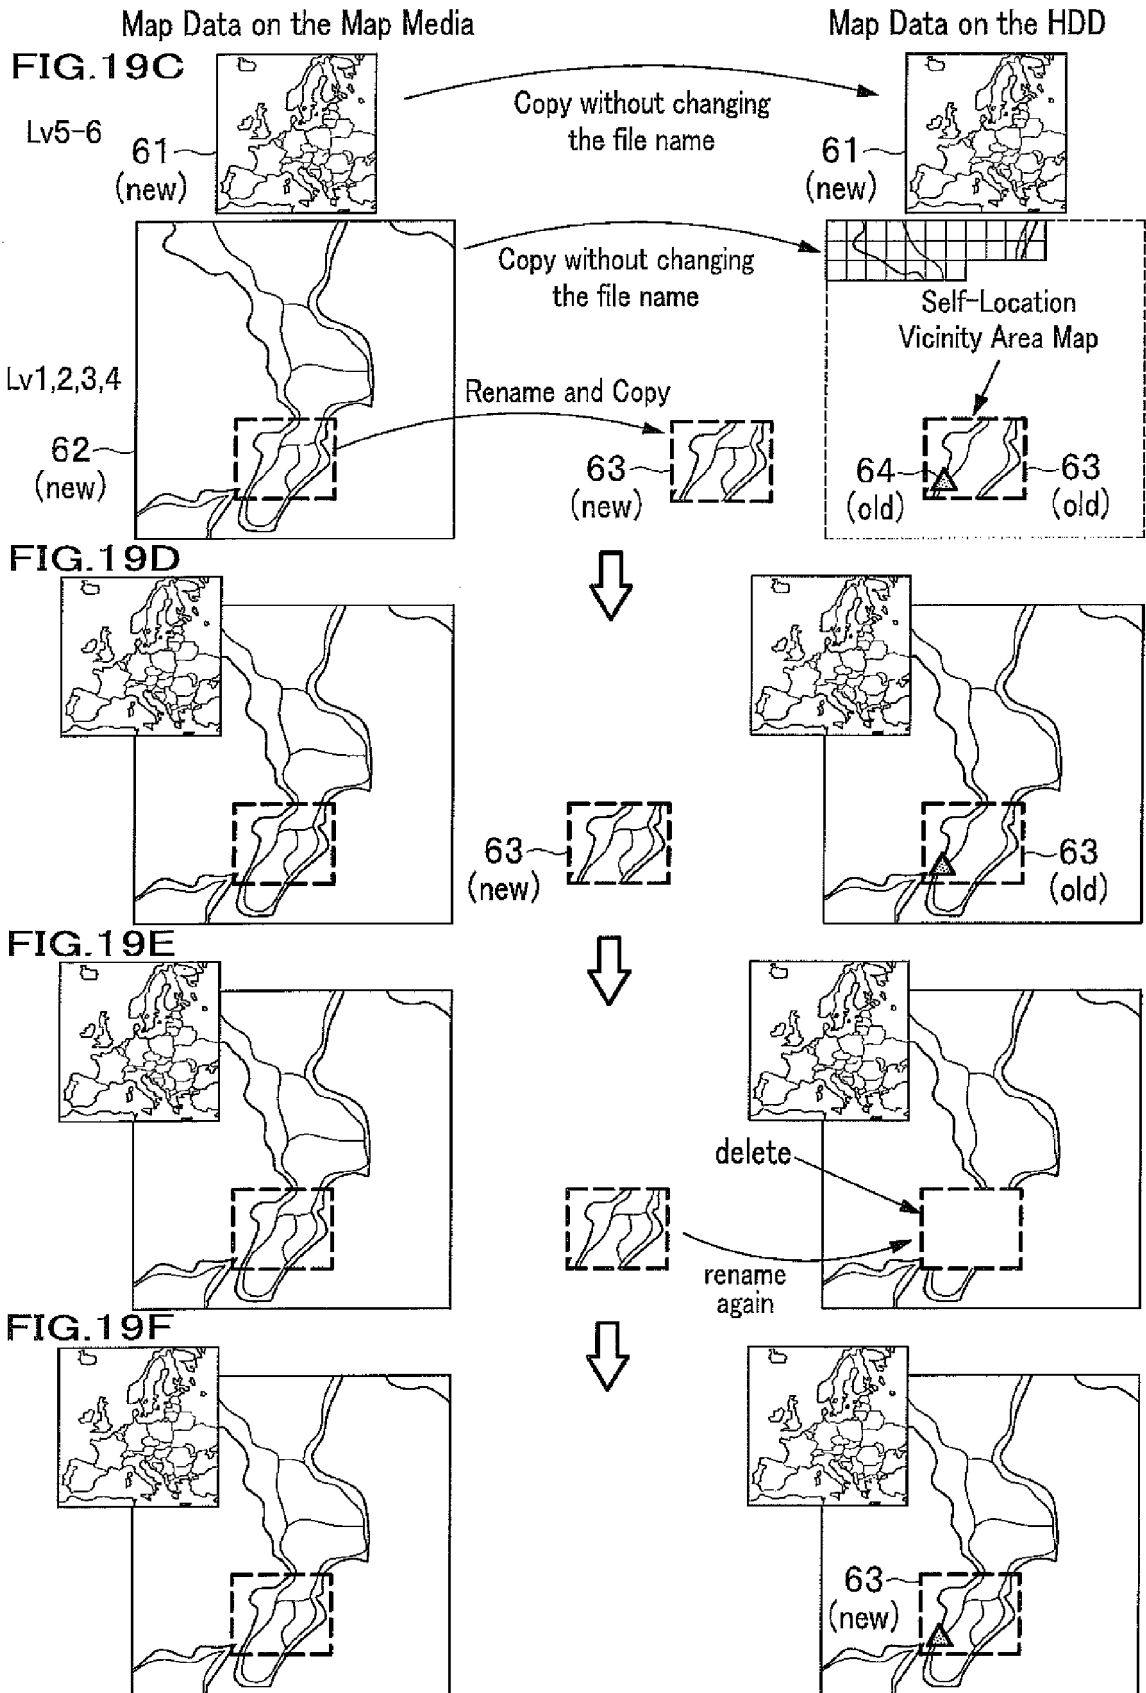 Map Data on the Map Media
Map Data on the HDD
FIG.19C
Lv5-6
61
(new)
Copy without changing
the file name
61
(new)
Copy without changing
the file name
Self-Location
Vicinity Area Map
Lv1,2,3,4
Rename and Copy
62
(new)
63
(new)
64
(old)
63
(old)
FIG.19D
63
(new)
63
(old)
FIG.19E
delete
rename
again
FIG.19F
63
(new)